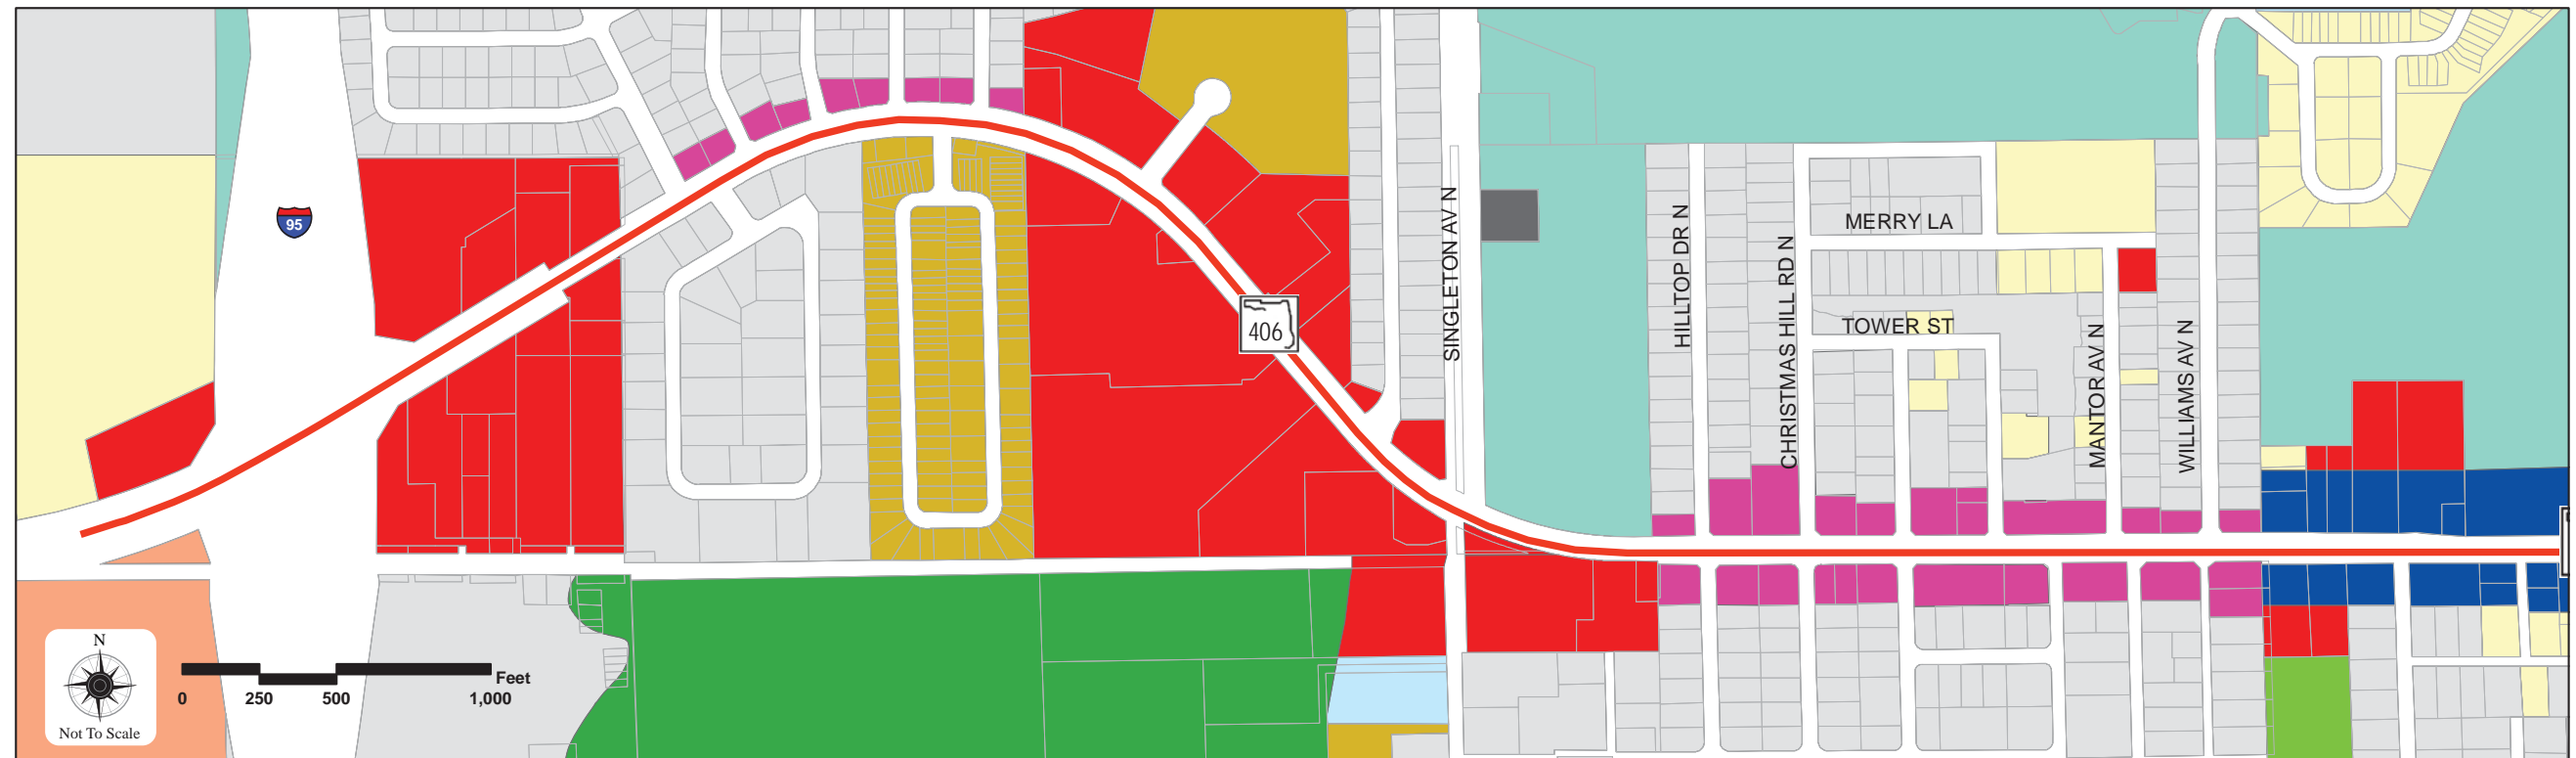 95
SINGLETON AV N
HILLTOP DR N
CHRISTMAS HILL RD N
MERRY LA
TOWER ST
MANTOR AV N
WILLIAMS AV N
406
N
Not To Scale
Feet
0 250 500 1,000